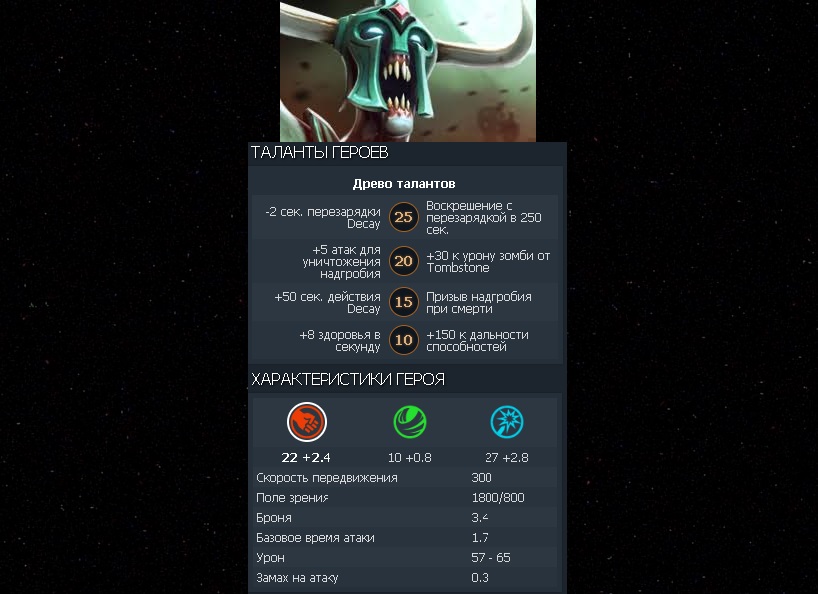 ТАЛАНТЫ ГЕРОЕВ
Древо талантов
-2 сек. перезарядки
Decay
25
Воскрешение с
перезарядкой в 250
сек.
+5 атак для
уничтожения
надгробия
20
+30 к урону зомби от
Tombstone
+50 сек. действия
Decay
15
Призыв надгробия
при смерти
+8 здоровья в
секунду
10
+150 к дальности
способностей
ХАРАКТЕРИСТИКИ ГЕРОЯ
22 +2.4
10 +0.8
27 +2.8
Скорость передвижения 300
Поле зрения 1800/800
Броня 3.4
Базовое время атаки 1.7
Урон 57 - 65
Замах на атаку 0.3